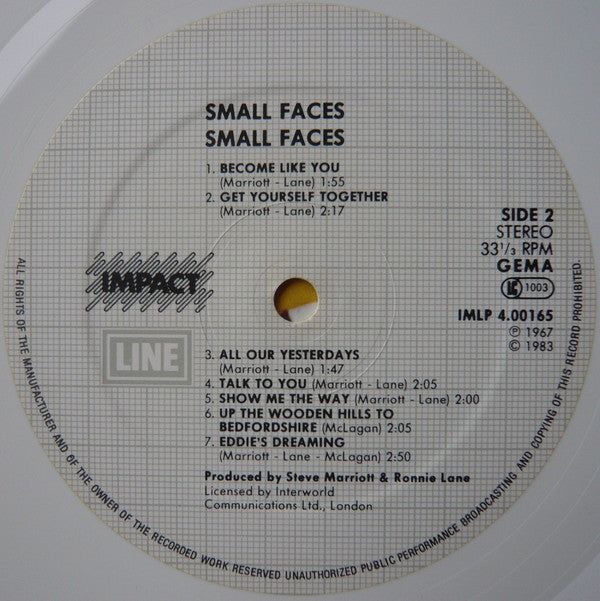 SMALL FACES
SMALL FACES
1. BECOME LIKE YOU
(Marriott - Lane) 1:55
2. GET YOURSELF TOGETHER
(Marriott - Lane) 2:17
SIDE 2
STEREO
33 1/3 RPM
GEMA
LC 1003
IMLP 4.00165
℗ 1967
© 1983
IMPACT
LINE
3. ALL OUR YESTERDAYS
(Marriott - Lane) 1:47
4. TALK TO YOU (Marriott - Lane) 2:05
5. SHOW ME THE WAY (Marriott - Lane) 2:00
6. UP THE WOODEN HILLS TO
BEDFORDSHIRE (McLagan) 2:05
7. EDDIE'S DREAMING
(Marriott - Lane - McLagan) 2:50
Produced by Steve Marriott & Ronnie Lane
Licensed by Interworld
Communications Ltd., London
ALL RIGHTS OF THE MANUFACTURER AND OF THE OWNER OF THE RECORDED WORK RESERVED UNAUTHORIZED PUBLIC PERFORMANCE BROADCASTING AND COPYING OF THIS RECORD PROHIBITED.